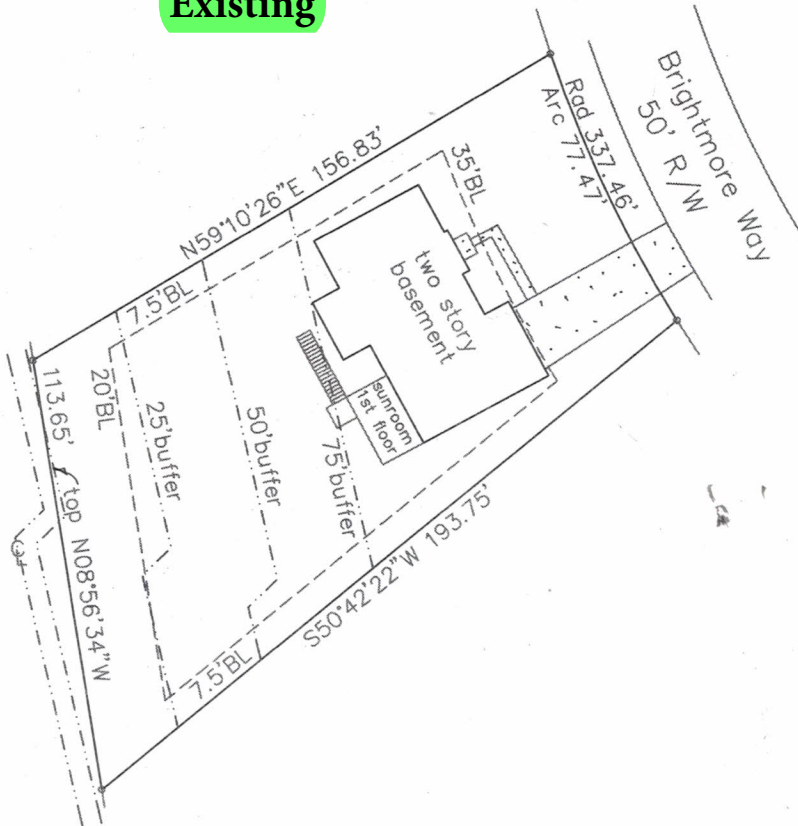 Existing
Brightmore Way
50' R/W
Rad 337.46'
Arc 77.47'
N59°10'26"E 156.83'
35'BL
7.5'BL
two story
basement
sunroom
1st floor
20'BL
25'buffer
50'buffer
75'buffer
113.65'
top
N08°56'34"W
S50°42'22"W 193.75'
7.5'BL